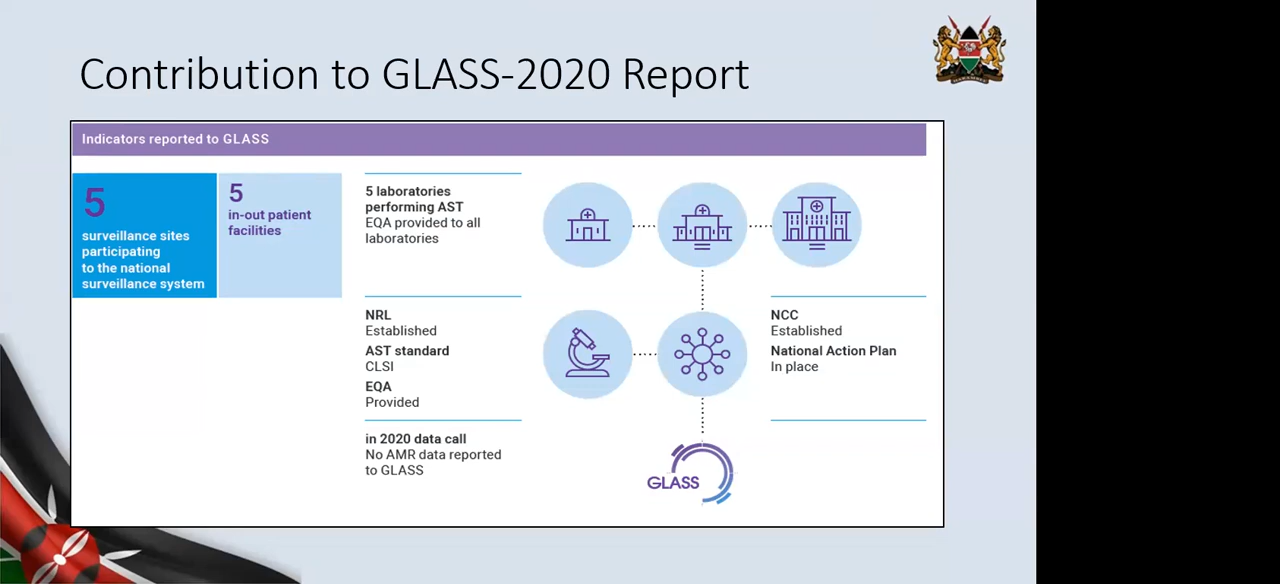 Contribution to GLASS-2020 Report
Indicators reported to GLASS
5
surveillance sites
participating
to the national
surveillance system
5
in-out patient
facilities
5 laboratories
performing AST
EQA provided to all
laboratories
NRL
Established
AST standard
CLSI
EQA
Provided
NCC
Established
National Action Plan
In place
in 2020 data call
No AMR data reported
to GLASS
GLASS